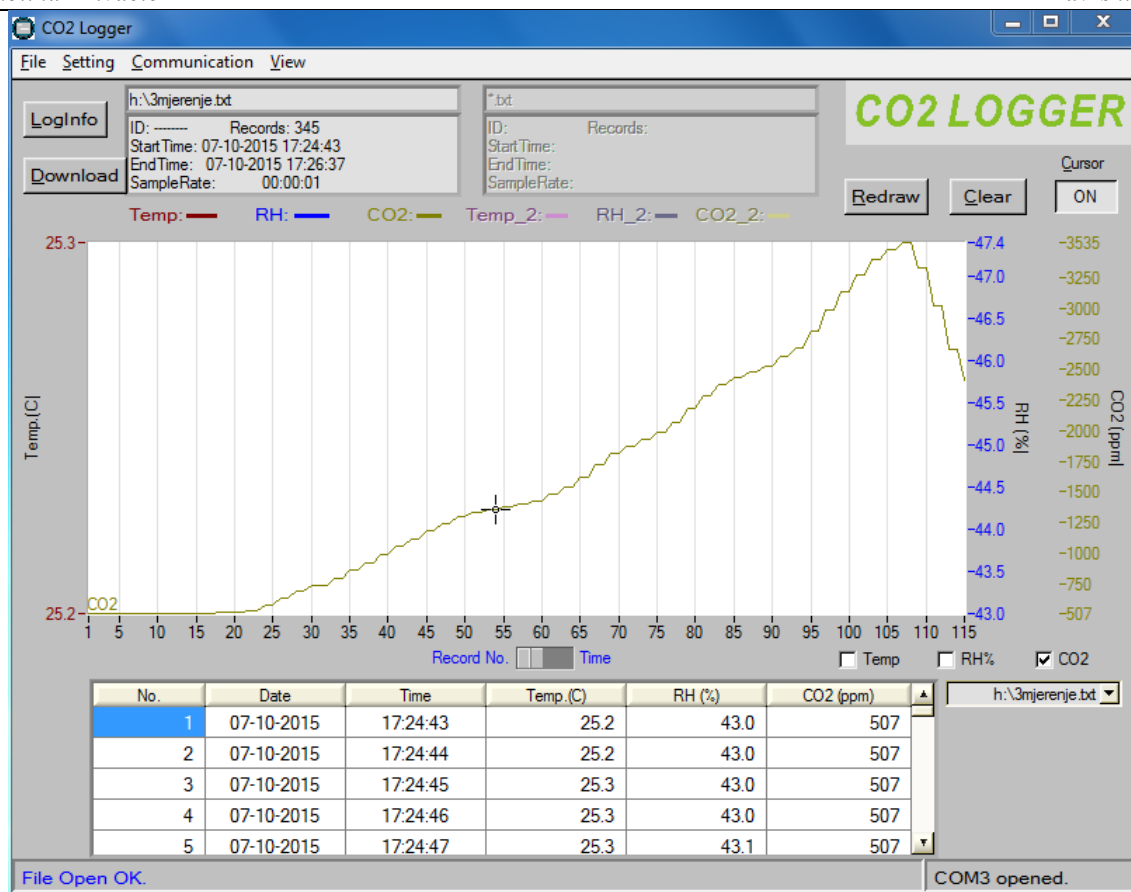 CO2 Logger
File Setting Communication View
LogInfo
Download
h:\3mjerenje.txt
ID: -------- Records: 345
StartTime: 07-10-2015 17:24:43
EndTime: 07-10-2015 17:26:37
SampleRate: 00:00:01
*.txt
ID: Records:
StartTime:
EndTime:
SampleRate:
CO2 LOGGER
Cursor
Redraw Clear ON
Temp: RH: CO2: Temp_2: RH_2: CO2_2:
25.3
25.2
Temp.(C)
CO2
47.4
47.0
46.5
46.0
45.5
45.0
44.5
44.0
43.5
43.0
RH (%)
3535
3250
3000
2750
2500
2250
2000
1750
1500
1250
1000
750
507
CO2 (ppm)
1 5 10 15 20 25 30 35 40 45 50 55 60 65 70 75 80 85 90 95 100 105 110 115
Record No. Time
Temp RH% CO2
No. Date Time Temp.(C) RH (%) CO2 (ppm)
1 07-10-2015 17:24:43 25.2 43.0 507
2 07-10-2015 17:24:44 25.2 43.0 507
3 07-10-2015 17:24:45 25.3 43.0 507
4 07-10-2015 17:24:46 25.3 43.0 507
5 07-10-2015 17:24:47 25.3 43.1 507
h:\3mjerenje.txt
File Open OK.
COM3 opened.